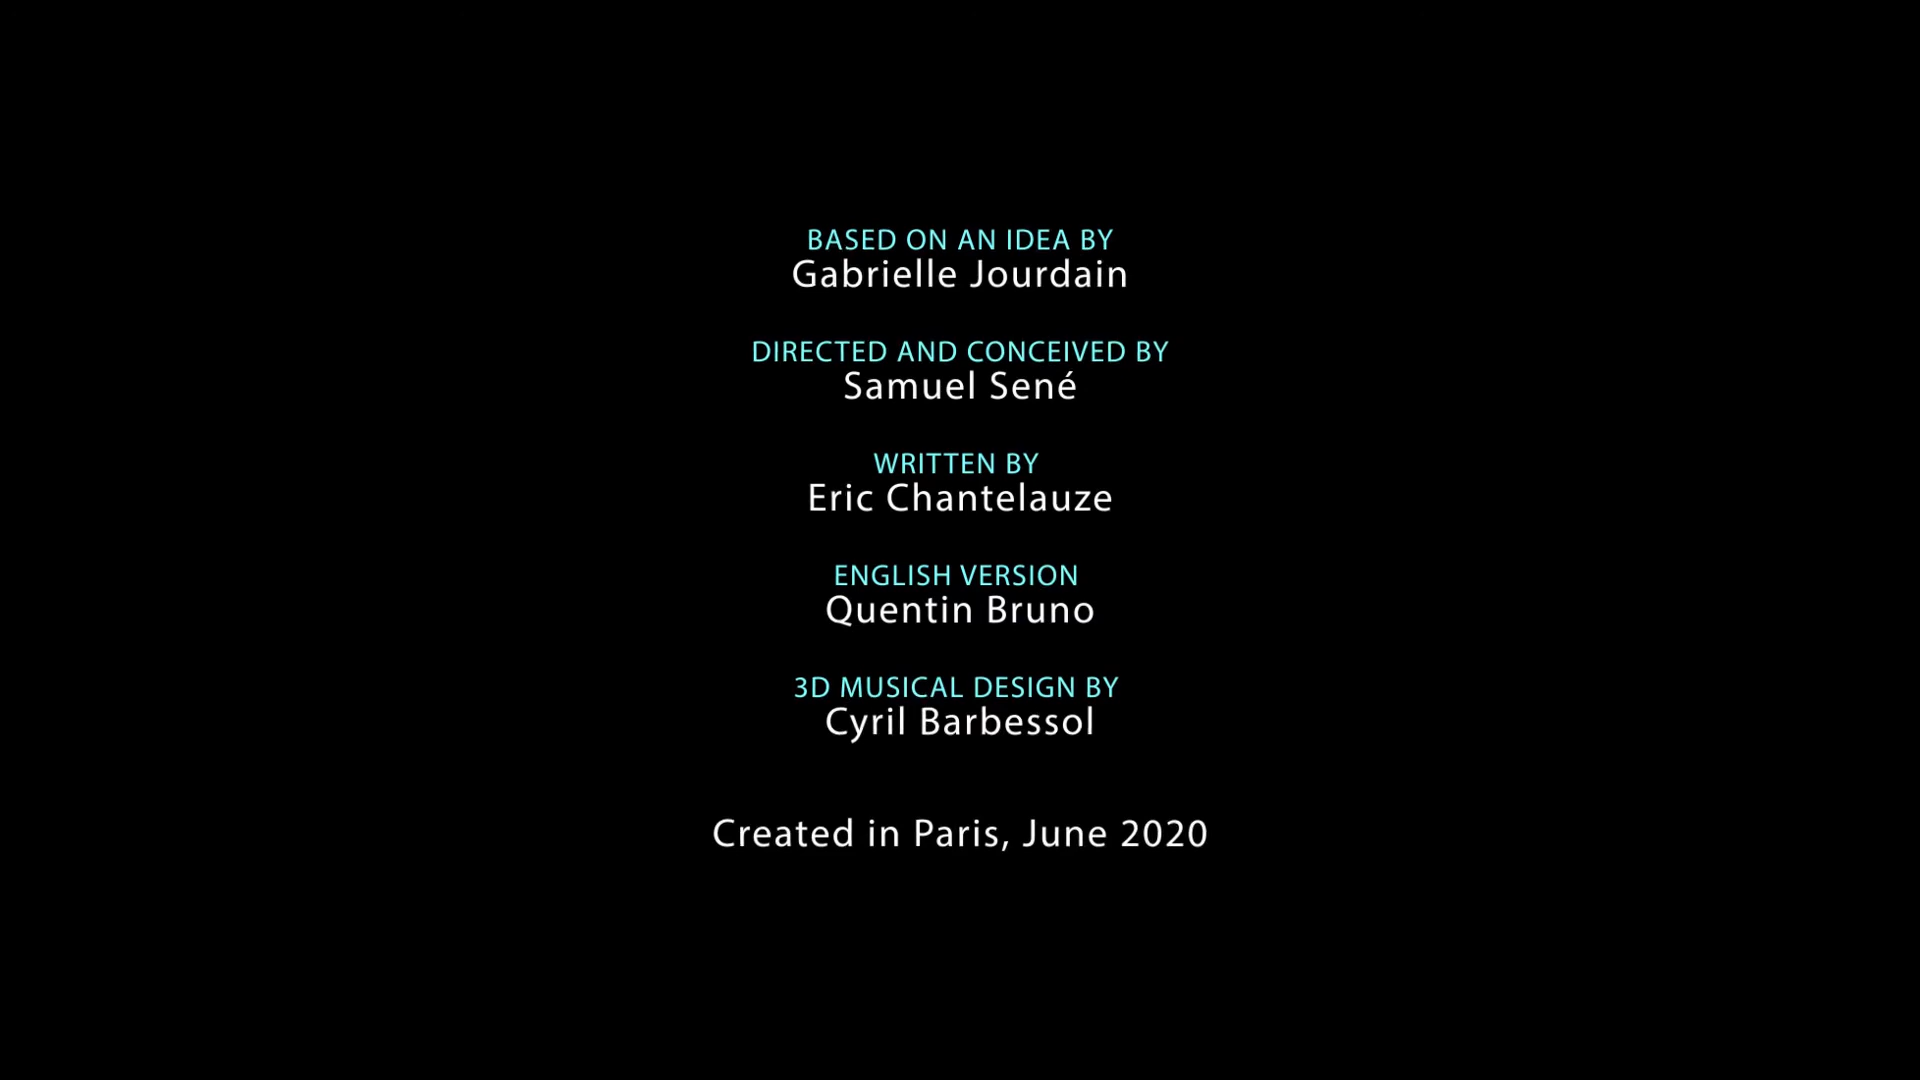 BASED ON AN IDEA BY
Gabrielle Jourdain
DIRECTED AND CONCEIVED BY
Samuel Sené
WRITTEN BY
Eric Chantelauze
ENGLISH VERSION
Quentin Bruno
3D MUSICAL DESIGN BY
Cyril Barbessol
Created in Paris, June 2020